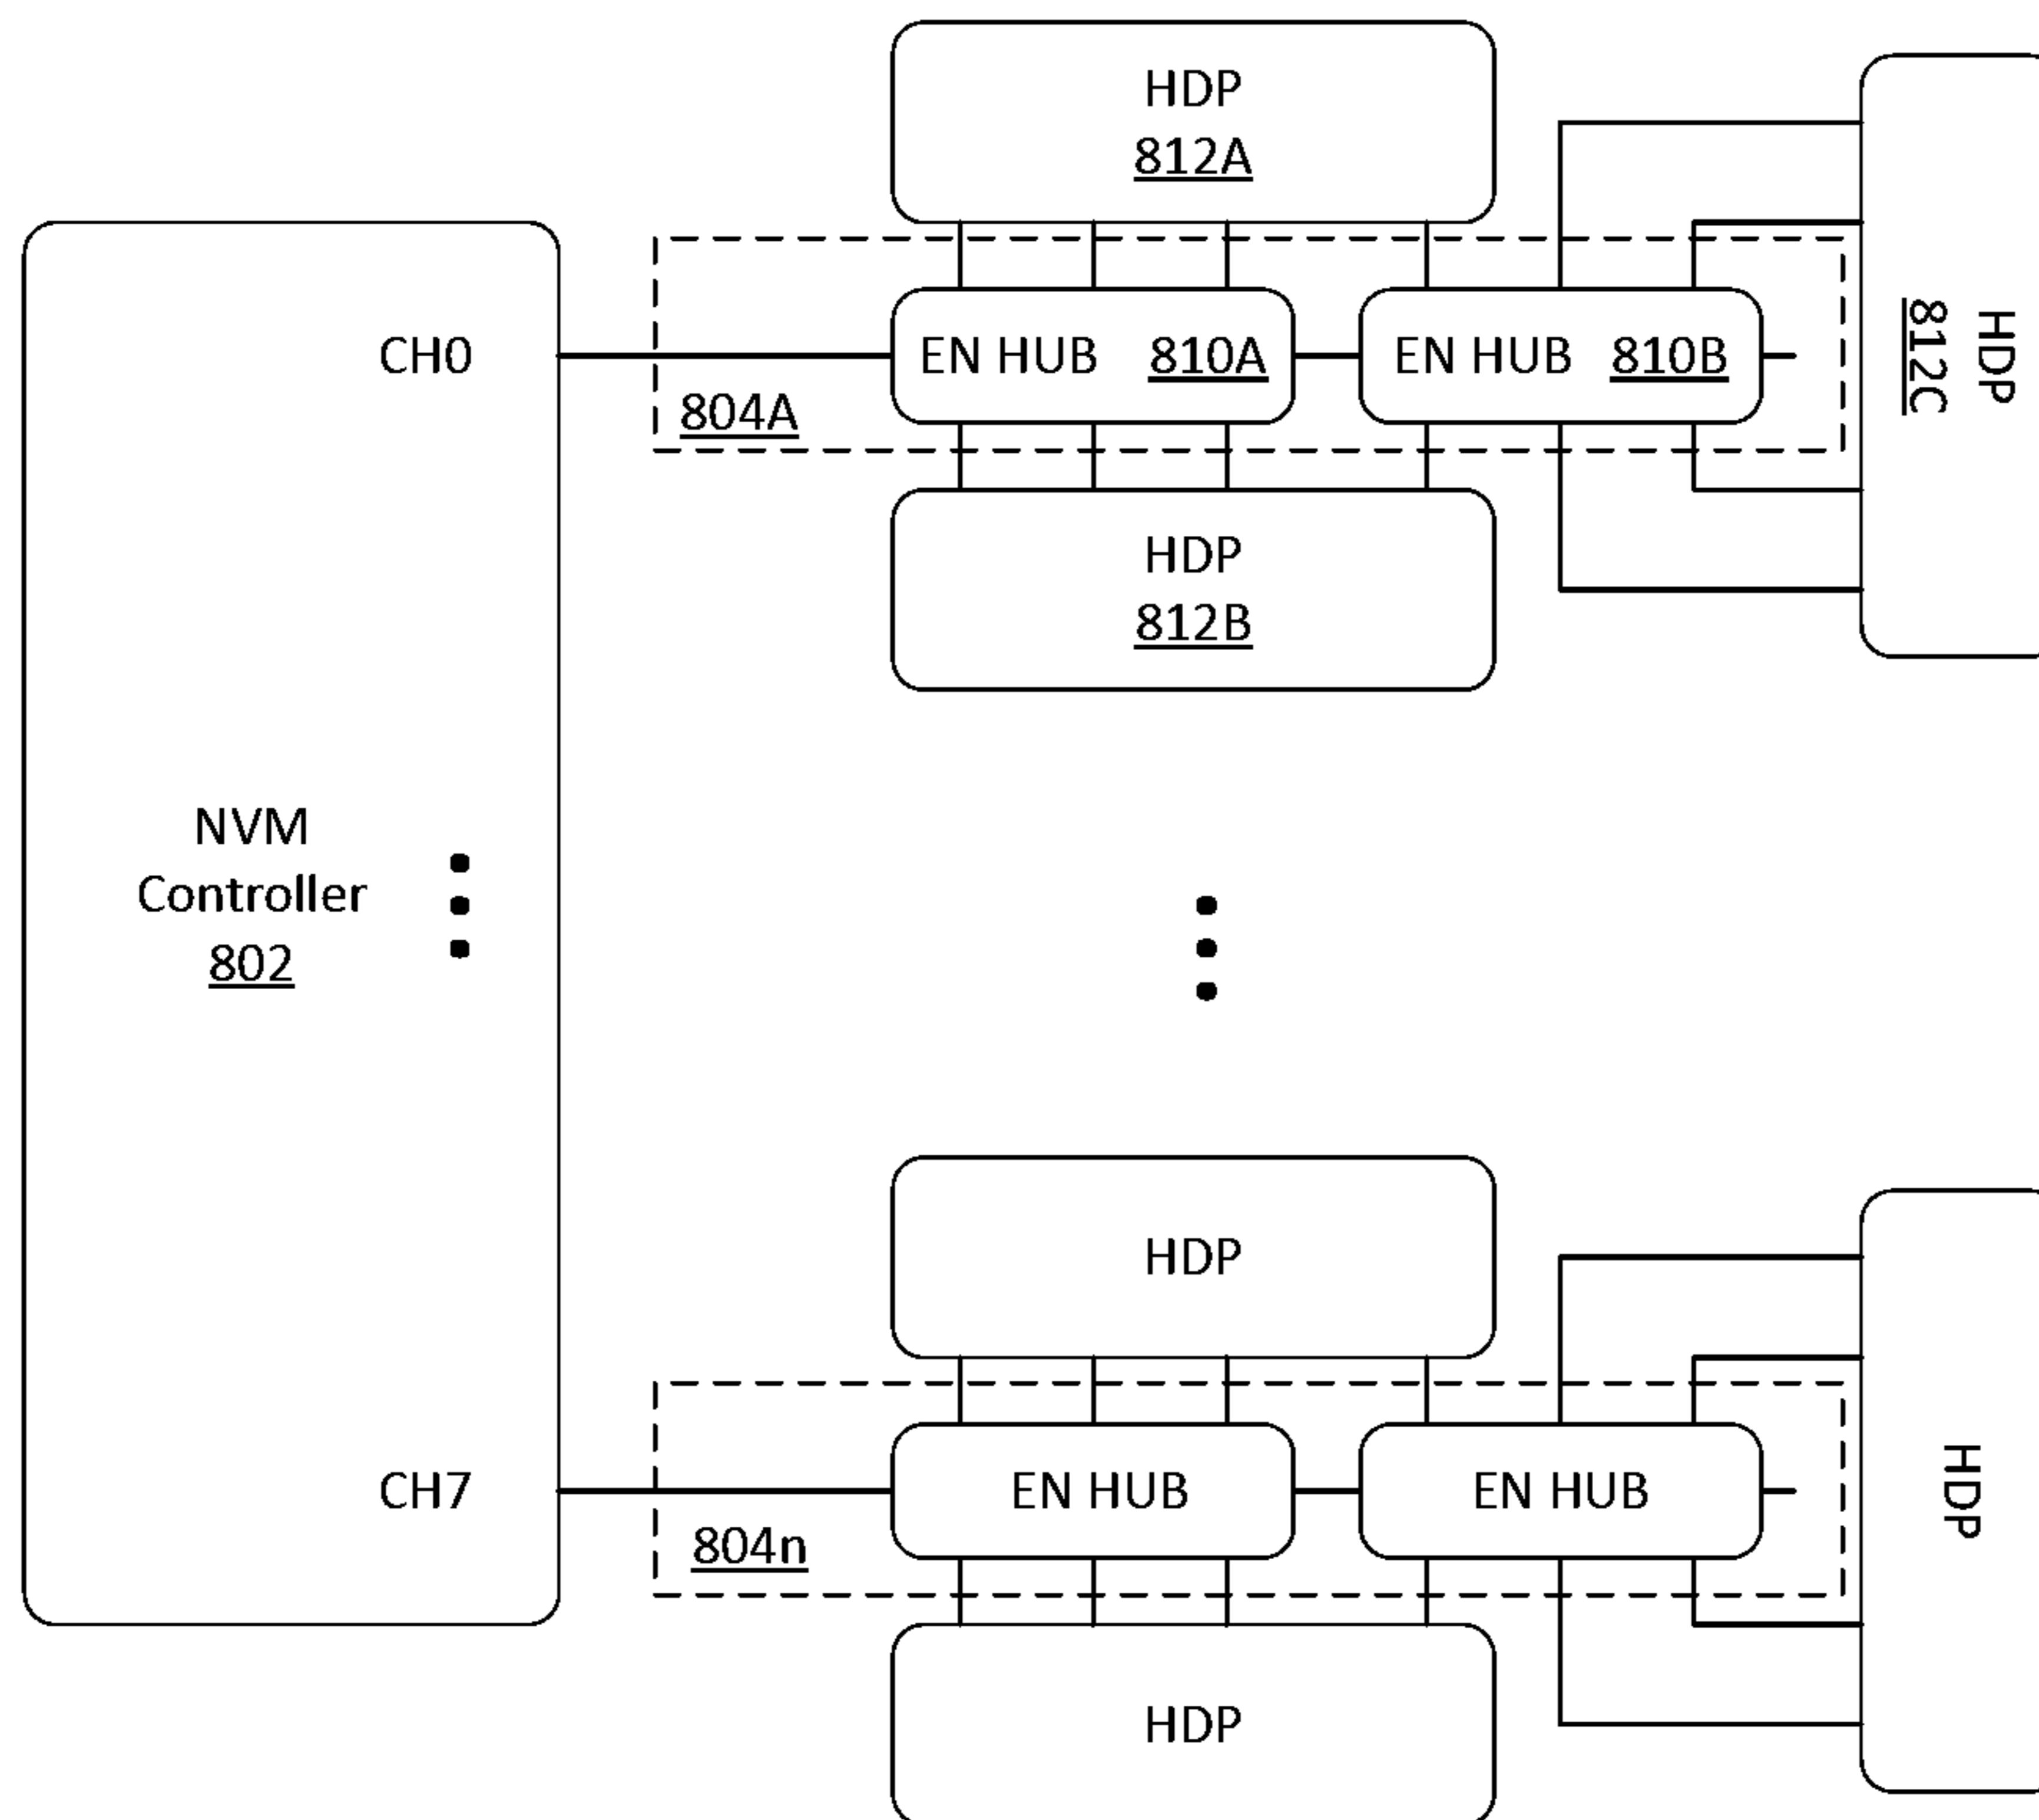 HDP
812A
HDP
812C
CH0
EN HUB 810A
EN HUB 810B
804A
HDP
812B
NVM
Controller
802
HDP
HDP
CH7
EN HUB
EN HUB
804n
HDP